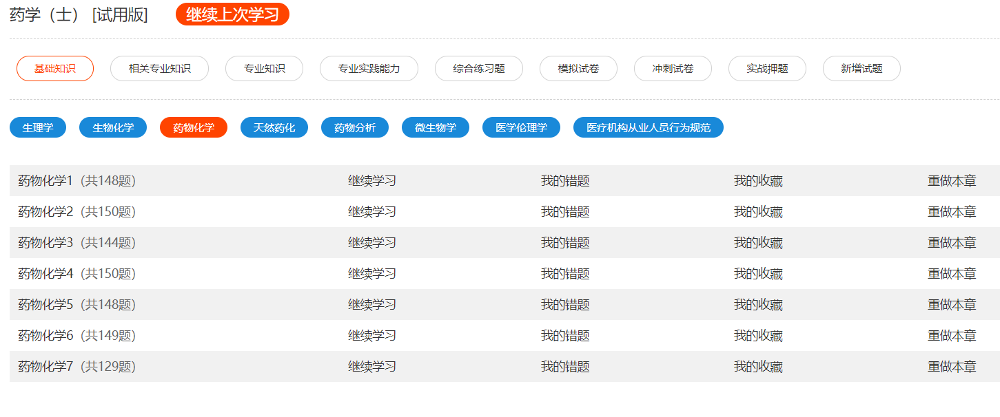 药学（士） [试用版] 继续上次学习
基础知识 相关专业知识 专业知识 专业实践能力 综合练习题 模拟试卷 冲刺试卷 实战押题 新增试题
生理学 生物化学 药物化学 天然药化 药物分析 微生物学 医学伦理学 医疗机构从业人员行为规范
药物化学1（共148题） 继续学习 我的错题 我的收藏 重做本章
药物化学2（共150题） 继续学习 我的错题 我的收藏 重做本章
药物化学3（共144题） 继续学习 我的错题 我的收藏 重做本章
药物化学4（共150题） 继续学习 我的错题 我的收藏 重做本章
药物化学5（共148题） 继续学习 我的错题 我的收藏 重做本章
药物化学6（共149题） 继续学习 我的错题 我的收藏 重做本章
药物化学7（共129题） 继续学习 我的错题 我的收藏 重做本章